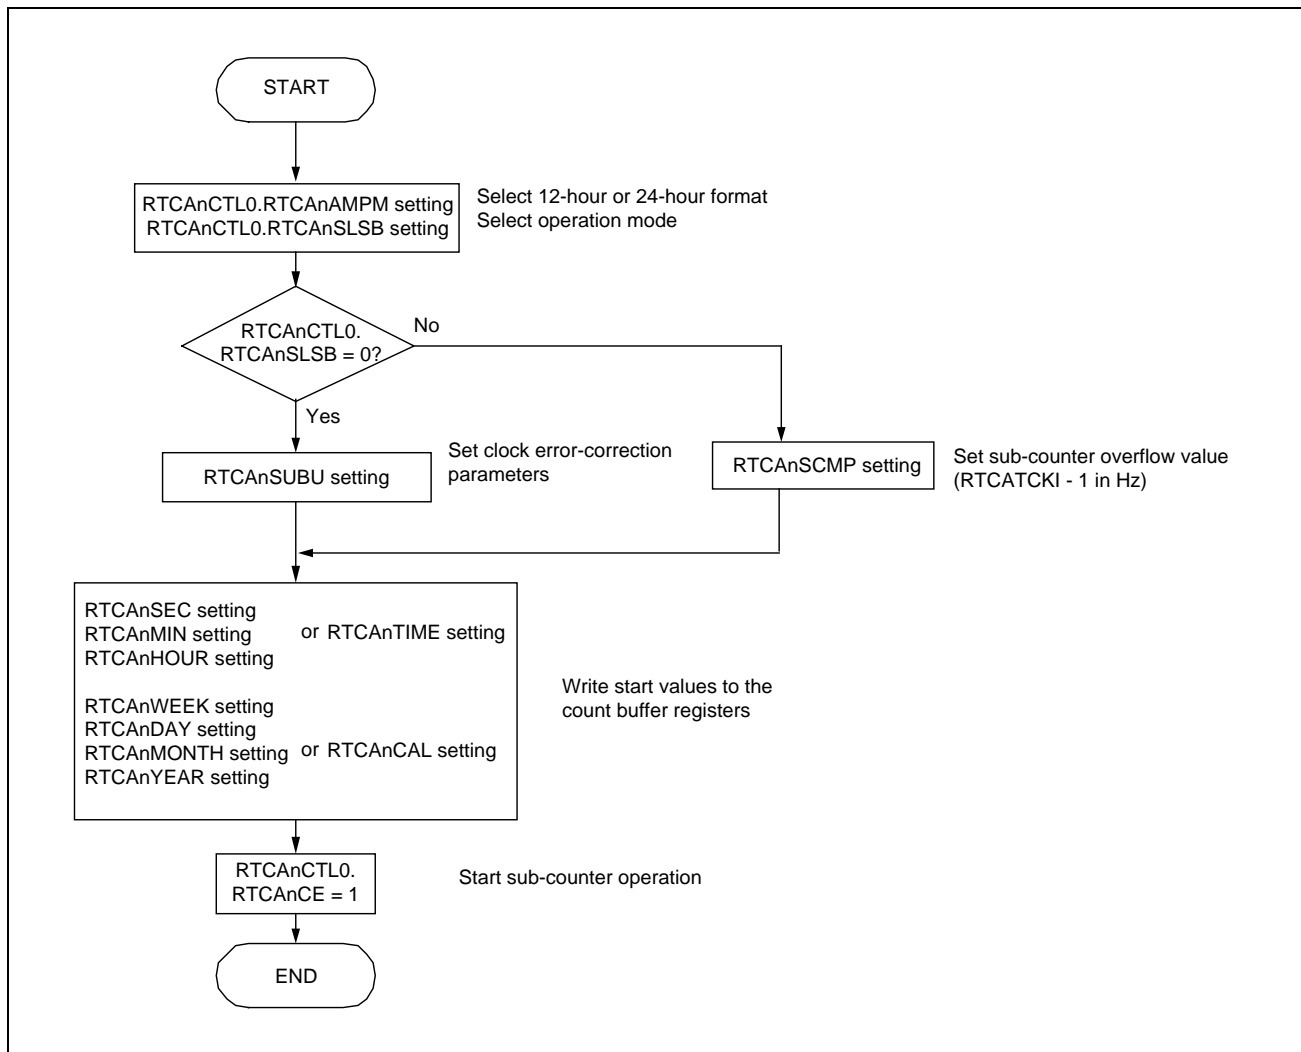 START
RTCAnCTL0.RTCAnAMPM setting
RTCAnCTL0.RTCAnSLSB setting
Select 12-hour or 24-hour format
Select operation mode
RTCAnCTL0.
RTCAnSLSB = 0?
No
Yes
RTCAnSUBU setting
Set clock error-correction
parameters
RTCAnSCMP setting
Set sub-counter overflow value
(RTCATCKI - 1 in Hz)
RTCAnSEC setting
RTCAnMIN setting
or RTCAnTIME setting
RTCAnHOUR setting
RTCAnWEEK setting
RTCAnDAY setting
RTCAnMONTH setting
or RTCAnCAL setting
RTCAnYEAR setting
Write start values to the
count buffer registers
RTCAnCTL0.
RTCAnCE = 1
Start sub-counter operation
END